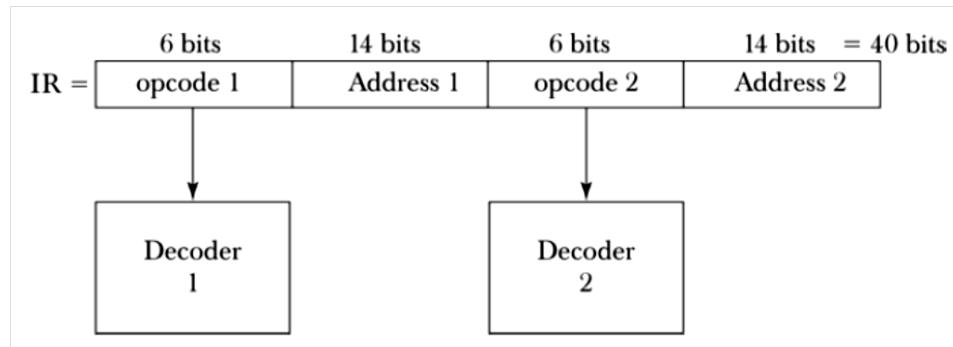 6 bits 14 bits 6 bits 14 bits = 40 bits
IR = opcode 1 Address 1 opcode 2 Address 2
Decoder
1
Decoder
2